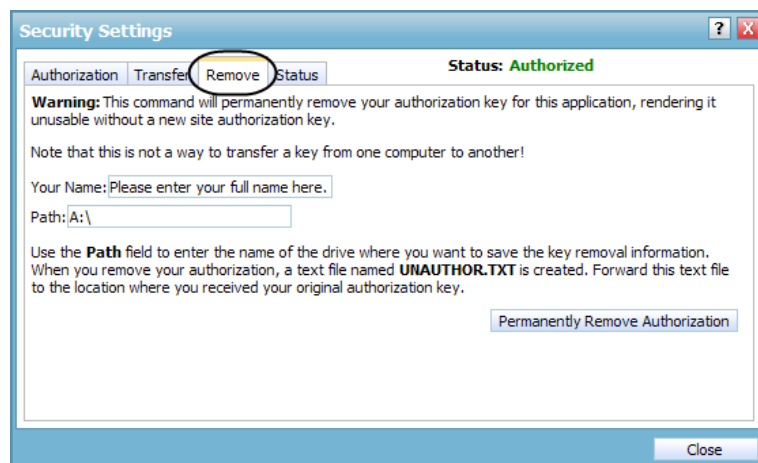 Security Settings
? X
Authorization Transfer Remove Status
Status: Authorized
Warning: This command will permanently remove your authorization key for this application, rendering it
unusable without a new site authorization key.
Note that this is not a way to transfer a key from one computer to another!
Your Name: Please enter your full name here.
Path: A:\
Use the Path field to enter the name of the drive where you want to save the key removal information.
When you remove your authorization, a text file named UNAUTHOR.TXT is created. Forward this text file
to the location where you received your original authorization key.
Permanently Remove Authorization
Close